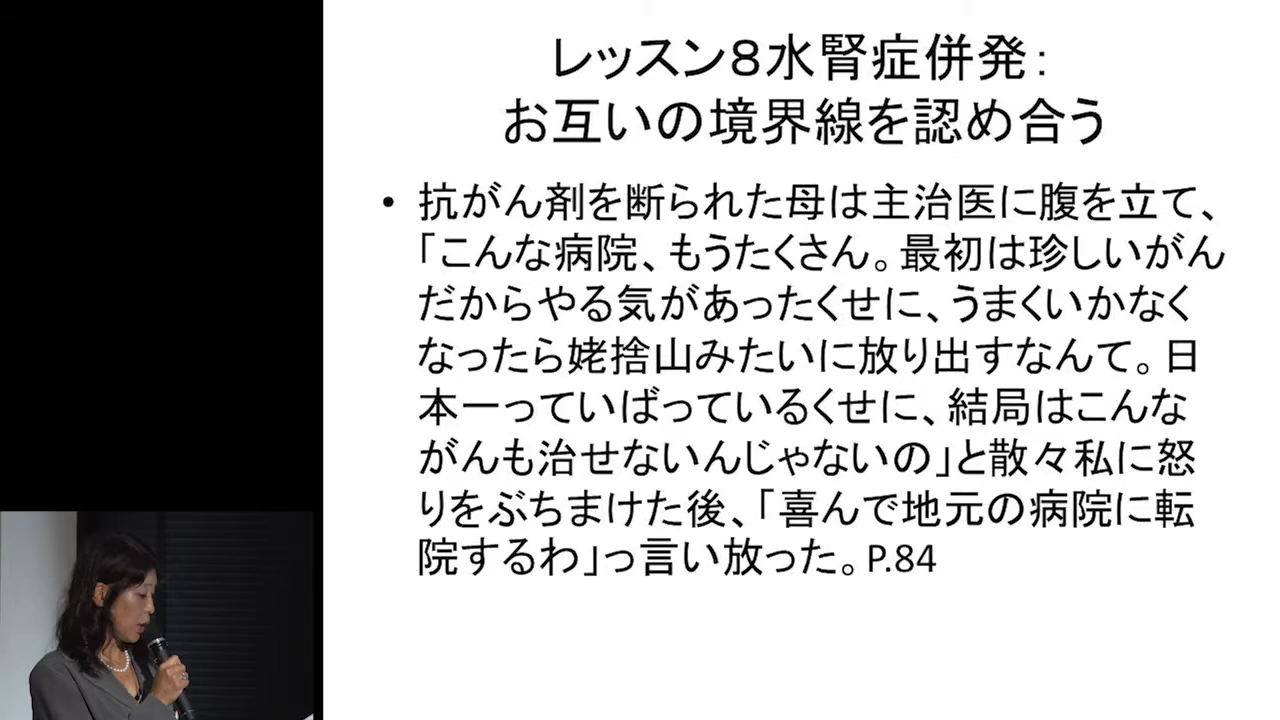 レッスン8水腎症併発：
お互いの境界線を認め合う
• 抗がん剤を断られた母は主治医に腹を立て、
「こんな病院、もうたくさん。最初は珍しいがん
だからやる気があったくせに、うまくいかなく
なったら姥捨山みたいに放り出すなんて。日
本一っていばっているくせに、結局はこんな
がんも治せないんじゃないの」と散々私に怒
りをぶちまけた後、「喜んで地元の病院に転
院するわ」っ言い放った。P.84